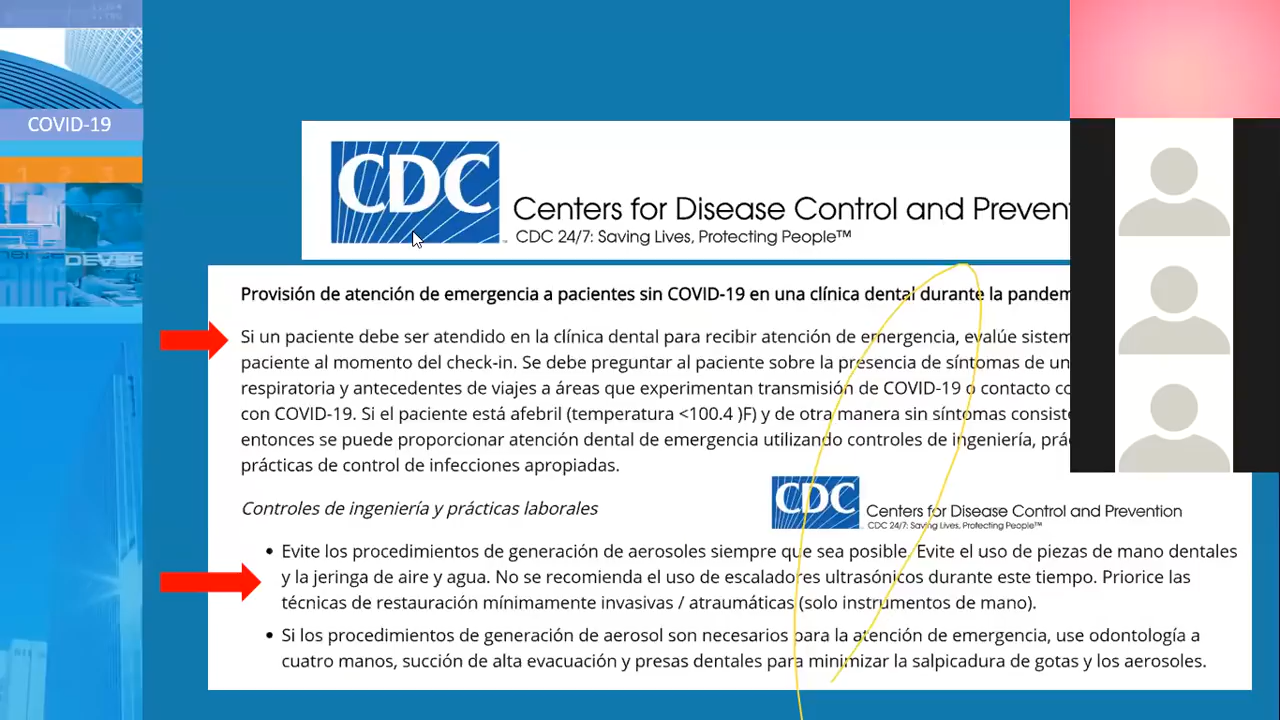 COVID-19
1 2 3
DEVEL
CDC
Centers for Disease Control and Preven
CDC 24/7: Saving Lives, Protecting People™
Provisión de atención de emergencia a pacientes sin COVID-19 en una clínica dental durante la pandem
Si un paciente debe ser atendido en la clínica dental para recibir atención de emergencia, evalúe sistem
paciente al momento del check-in. Se debe preguntar al paciente sobre la presencia de síntomas de un
respiratoria y antecedentes de viajes a áreas que experimentan transmisión de COVID-19 o contacto co
con COVID-19. Si el paciente está afebril (temperatura <100.4 )F) y de otra manera sin síntomas consiste
entonces se puede proporcionar atención dental de emergencia utilizando controles de ingeniería, prác
prácticas de control de infecciones apropiadas.
Controles de ingeniería y prácticas laborales
CDC
Centers for Disease Control and Prevention
CDC 24/7: Saving Lives, Protecting People™
• Evite los procedimientos de generación de aerosoles siempre que sea posible. Evite el uso de piezas de mano dentales
y la jeringa de aire y agua. No se recomienda el uso de escaladores ultrasónicos durante este tiempo. Priorice las
técnicas de restauración mínimamente invasivas / atraumáticas (solo instrumentos de mano).
• Si los procedimientos de generación de aerosol son necesarios para la atención de emergencia, use odontología a
cuatro manos, succión de alta evacuación y presas dentales para minimizar la salpicadura de gotas y los aerosoles.